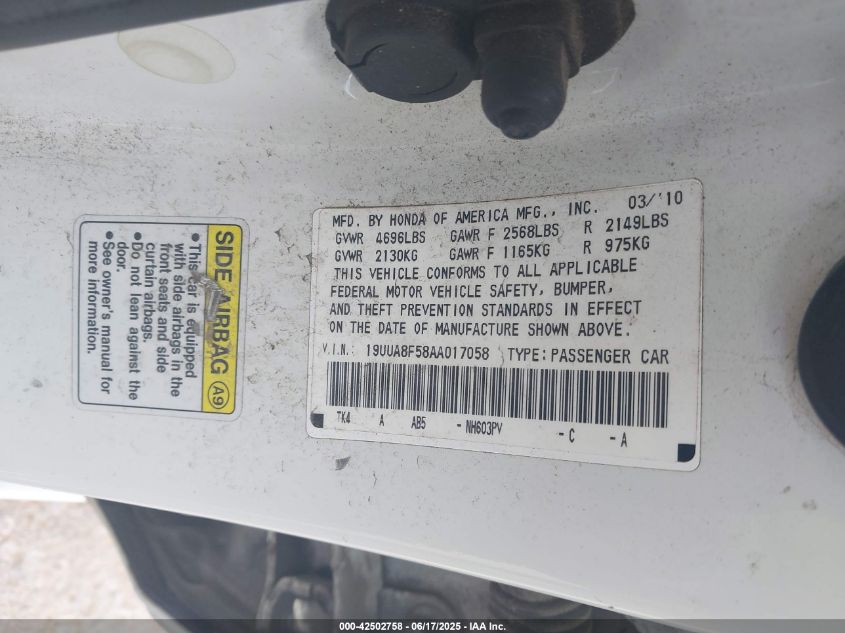 MFD. BY HONDA OF AMERICA MFG., INC. 03/'10
GVWR 4696LBS GAWR F 2568LBS R 2149LBS
GVWR 2130KG GAWR F 1165KG R 975KG
THIS VEHICLE CONFORMS TO ALL APPLICABLE
FEDERAL MOTOR VEHICLE SAFETY, BUMPER,
AND THEFT PREVENTION STANDARDS IN EFFECT
ON THE DATE OF MANUFACTURE SHOWN ABOVE.
V.I.N. 19UUA8F58AA017058 TYPE: PASSENGER CAR
TK4 A AB5 - NH603PV - C - A
SIDE AIRBAG A9
• This car is equipped
with side airbags in the
front seats and side
curtain airbags.
• Do not lean against the
door.
• See owner's manual for
more information.
000-42502758 - 06/17/2025 - IAA Inc.